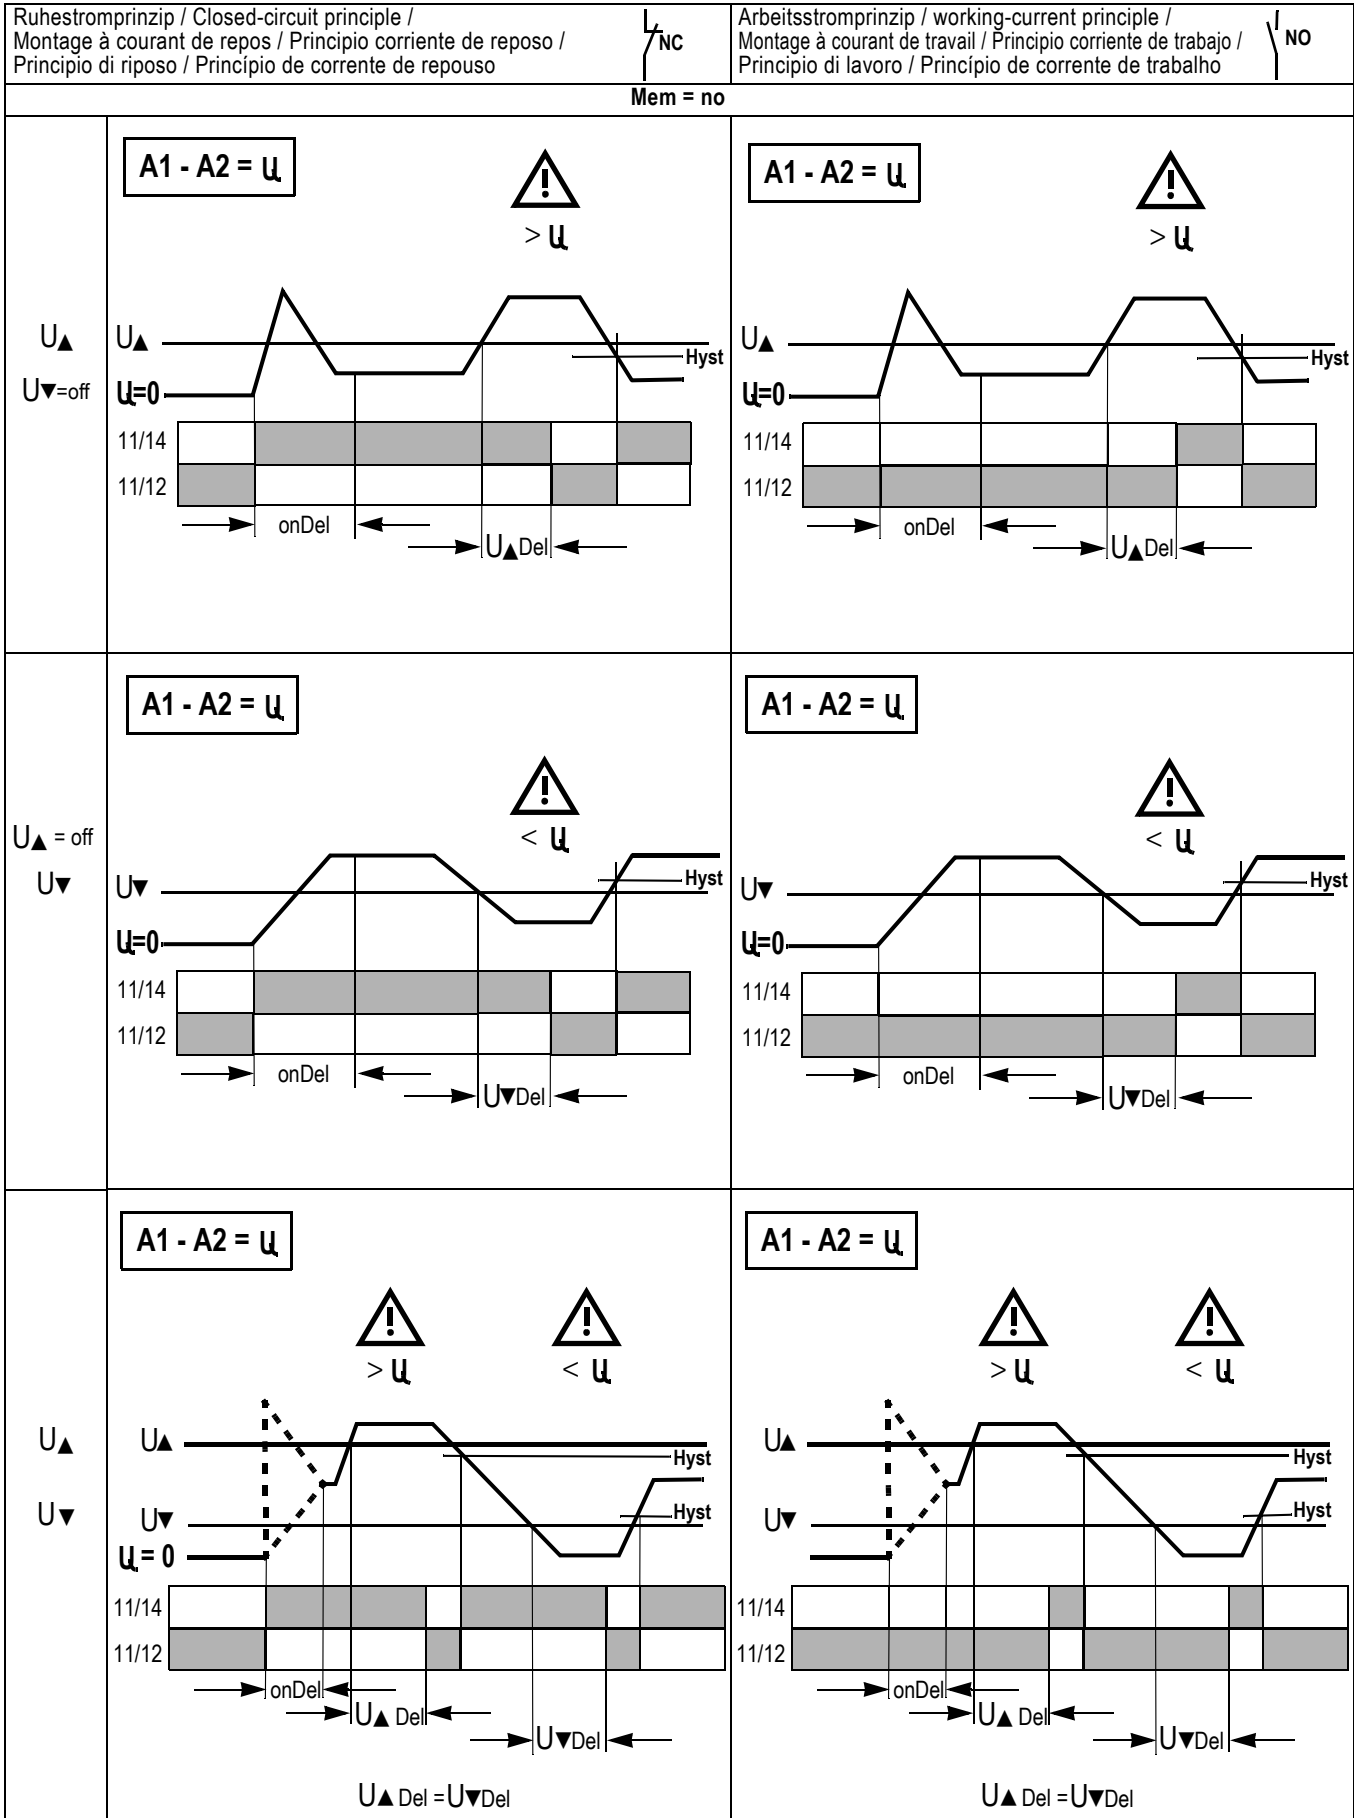 Ruhestromprinzip / Closed-circuit principle /
Montage à courant de repos / Principio corriente de reposo /
Principio di riposo / Princípio de corrente de repouso
NC
Arbeitsstromprinzip / working-current principle /
Montage à courant de travail / Principio corriente de trabajo /
Principio di lavoro / Princípio de corrente de trabalho
NO
Mem = no
U▲
U▼=off
A1 - A2 = U
> U
U▲
Hyst
U=0
11/14
11/12
onDel
U▲Del
A1 - A2 = U
> U
U▲
Hyst
U=0
11/14
11/12
onDel
U▲Del
U▲ = off
U▼
A1 - A2 = U
< U
U▼
Hyst
U=0
11/14
11/12
onDel
U▼Del
A1 - A2 = U
< U
U▼
Hyst
U=0
11/14
11/12
onDel
U▼Del
U▲
U▼
A1 - A2 = U
> U
< U
U▲
Hyst
U▼
Hyst
U = 0
11/14
11/12
onDel
U▲ Del
U▼Del
U▲ Del =U▼Del
A1 - A2 = U
> U
< U
U▲
Hyst
U▼
Hyst
11/14
11/12
onDel
U▲ Del
U▼Del
U▲ Del =U▼Del